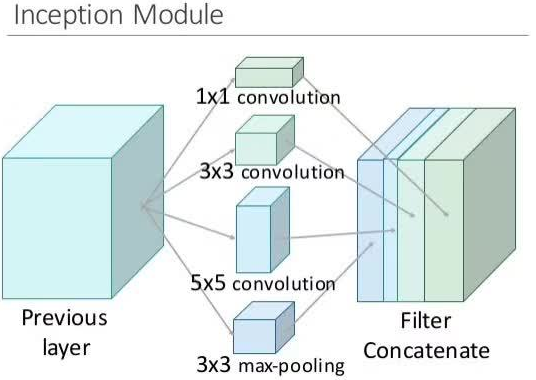 Inception Module
1x1 convolution
3x3 convolution
5x5 convolution
3x3 max-pooling
Previous
layer
Filter
Concatenate